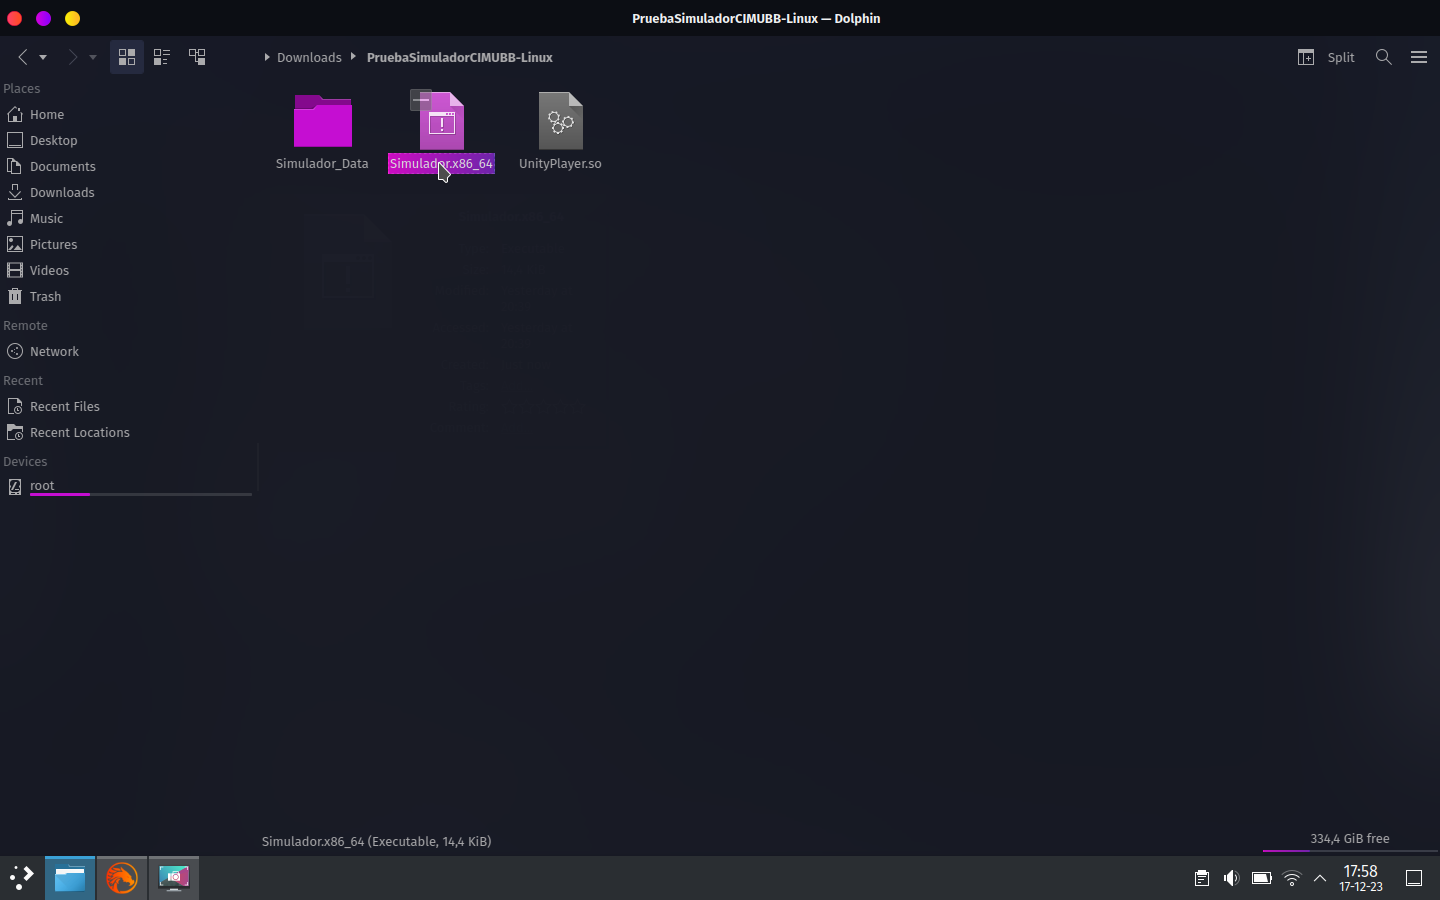 PruebaSimuladorCIMUBB-Linux — Dolphin
Downloads PruebaSimuladorCIMUBB-Linux
Split
Places
Home
Desktop
Documents
Downloads
Music
Pictures
Videos
Trash
Remote
Network
Recent
Recent Files
Recent Locations
Devices
root
Simulador_Data
Simulador.x86_64
UnityPlayer.so
Simulador.x86_64 (Executable, 14,4 KiB)
334,4 GiB free
17:58
17-12-23